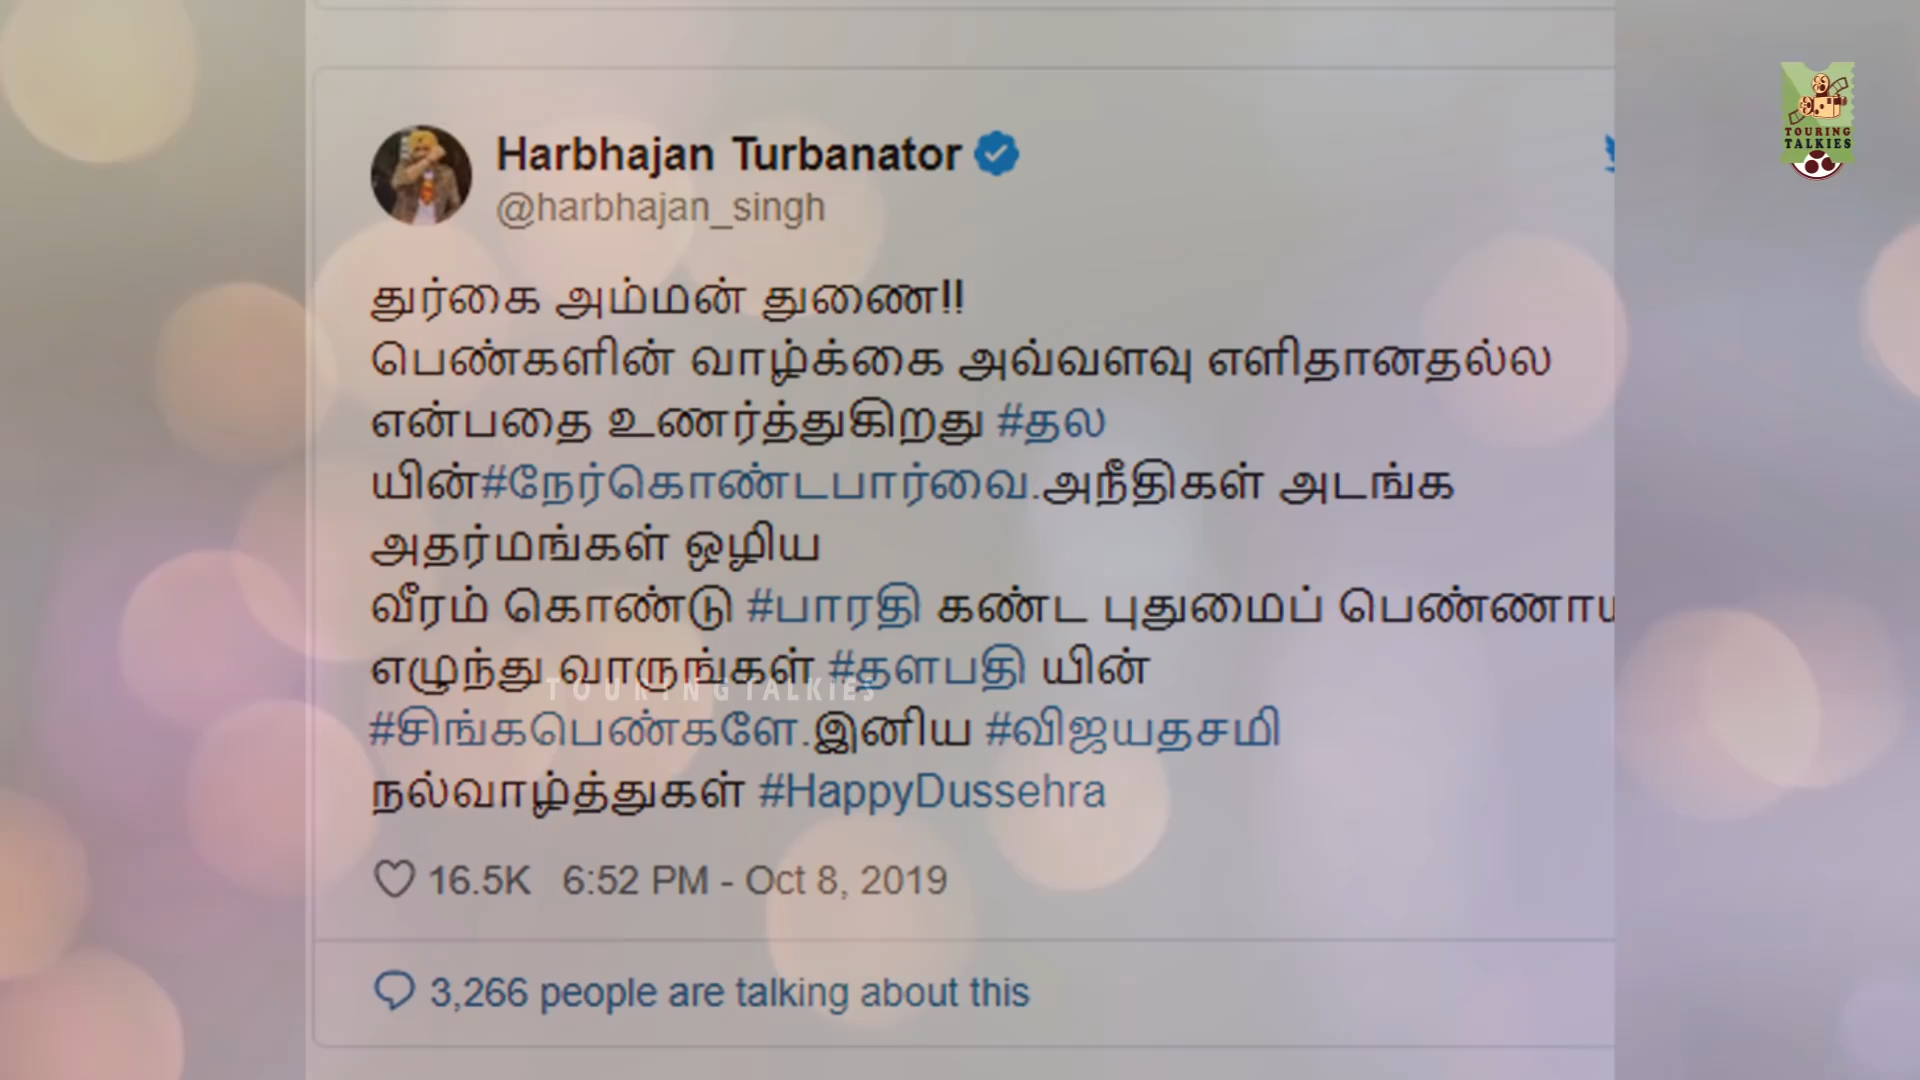 Harbhajan Turbanator
@harbhajan_singh
துர்கை அம்மன் துணை!!
பெண்களின் வாழ்க்கை அவ்வளவு எளிதானதல்ல
என்பதை உணர்த்துகிறது #தல
யின்#நேர்கொண்டபார்வை.அநீதிகள் அடங்க
அதர்மங்கள் ஒழிய
வீரம் கொண்டு #பாரதி கண்ட புதுமைப்
எழுந்து வாருங்கள் #தளபதி யின்
#சிங்கபெண்களே.இனிய #விஜயதசமி
நல்வாழ்த்துகள் #HappyDussehra
16.5K 6:52 PM - Oct 8, 2019
3,266 people are talking about this
TOURING TALKIES
TOURING
TALKIES